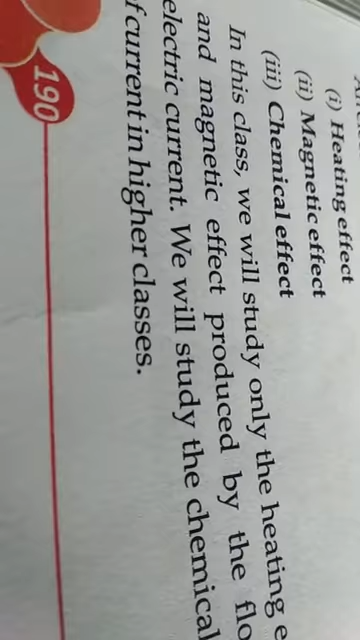 (i) Heating effect
(ii) Magnetic effect
(iii) Chemical effect
In this class, we will study only the heating
and magnetic effect produced by the
electric current. We will study the chemical
of current in higher classes.
190